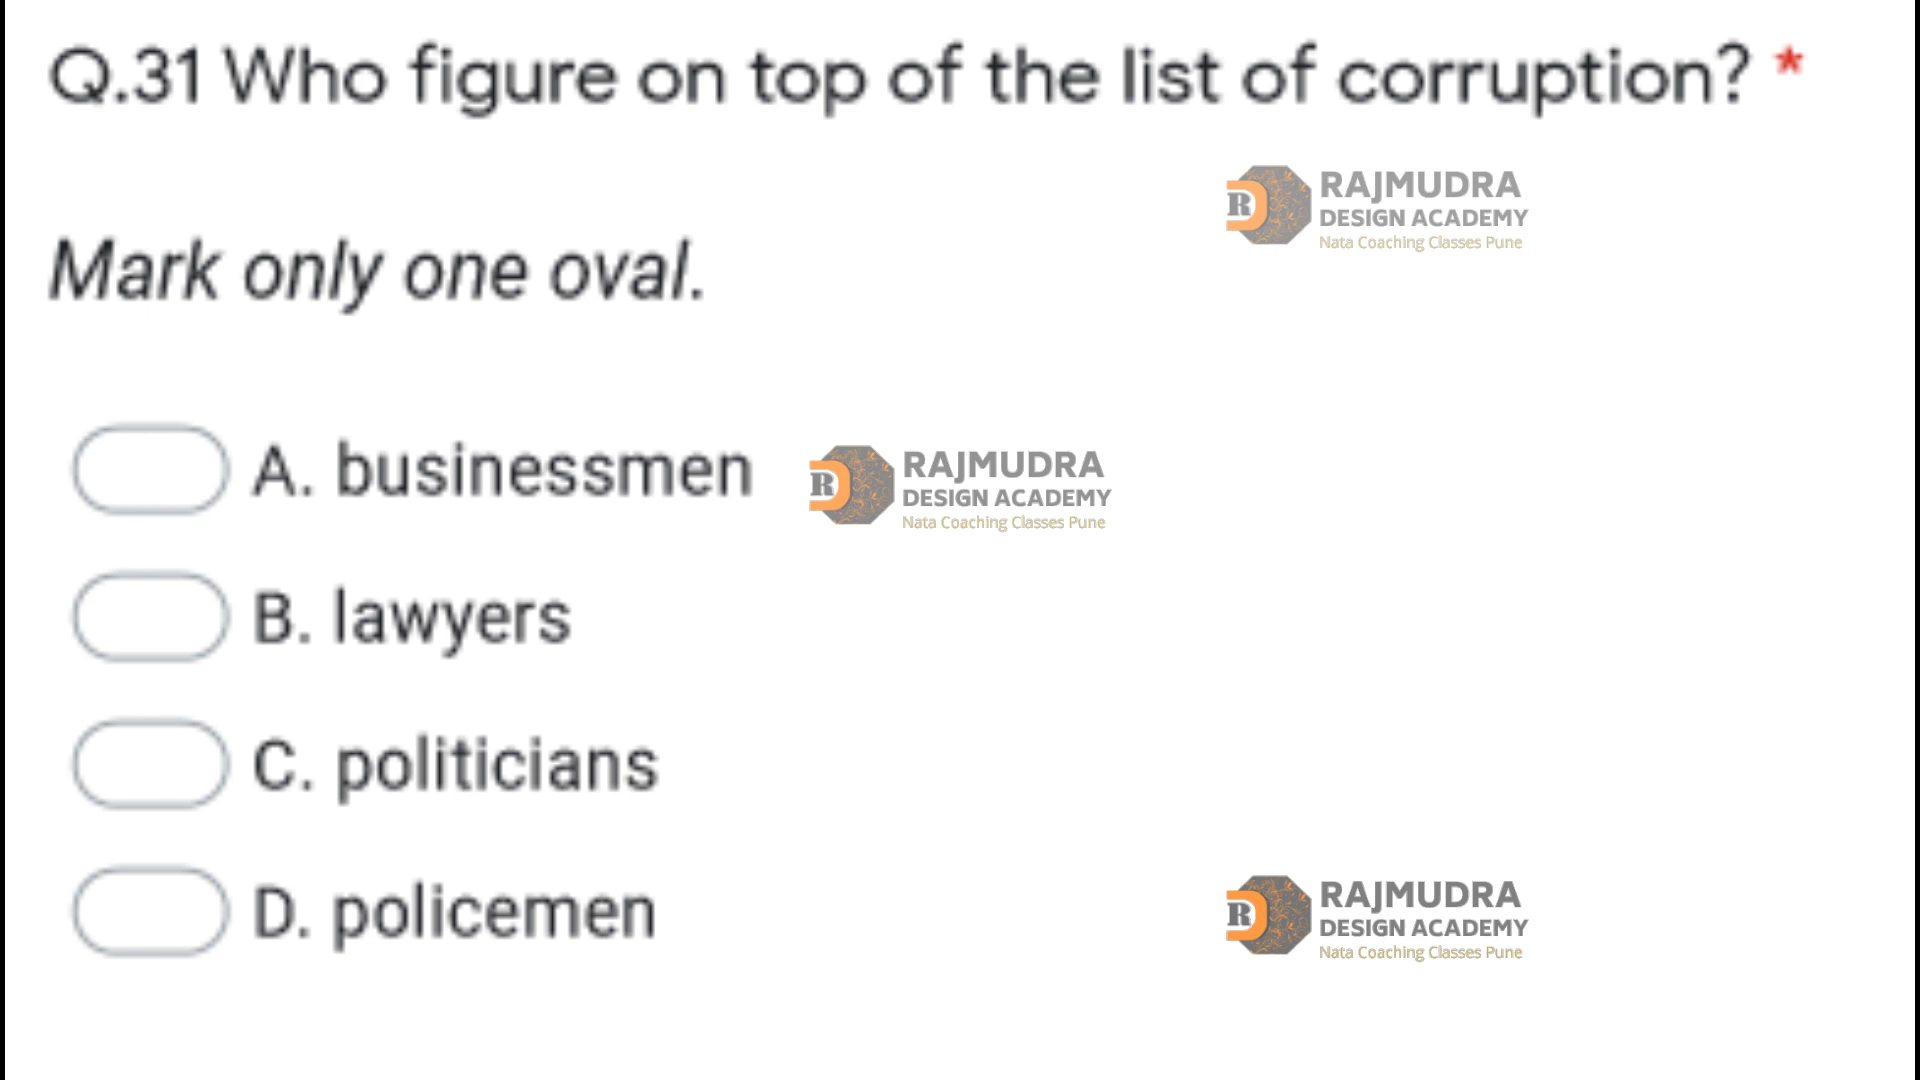 Q.31 Who figure on top of the list of corruption? *
RAJMUDRA
DESIGN ACADEMY
Nata Coaching Classes Pune
Mark only one oval.
A. businessmen
RAJMUDRA
DESIGN ACADEMY
Nata Coaching Classes Pune
B. lawyers
C. politicians
D. policemen
RAJMUDRA
DESIGN ACADEMY
Nata Coaching Classes Pune